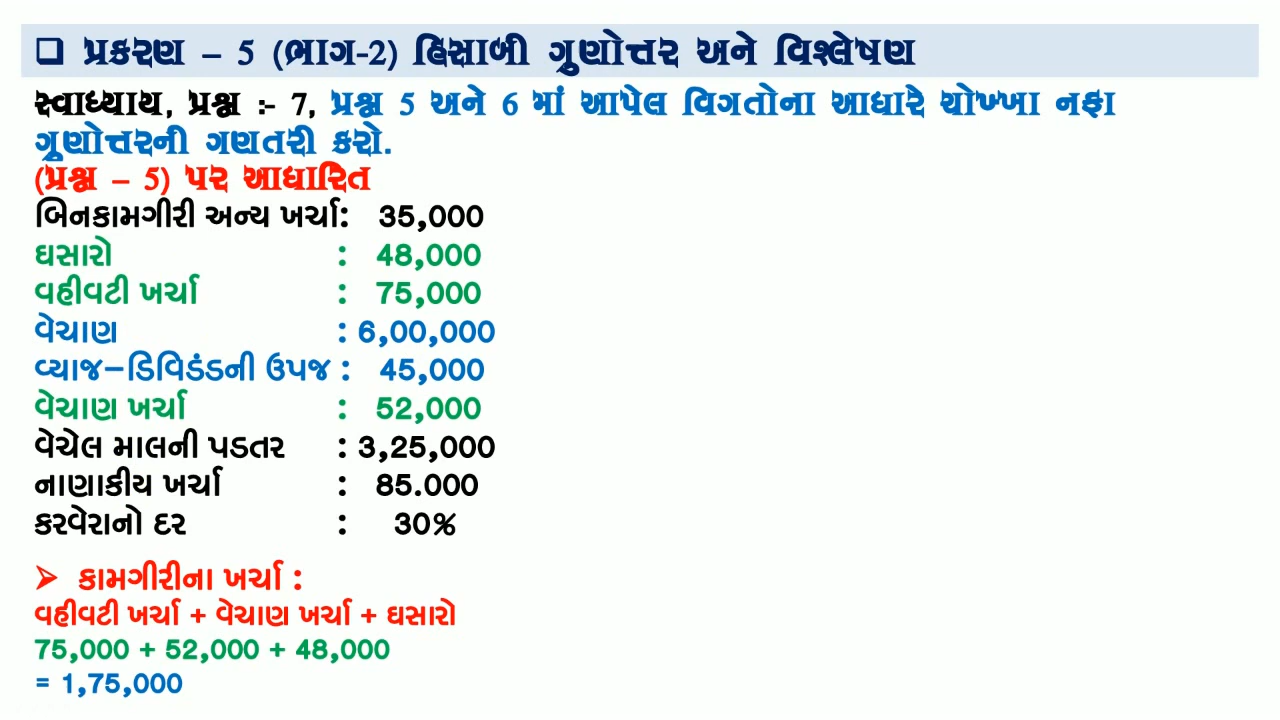 ❑ પ્રકરણ – 5 (ભાગ-2) હિસાબી ગુણોત્તર અને વિશ્લેષણ
સ્વાધ્યાય, પ્રશ્ન :- 7, પ્રશ્ન 5 અને 6 માં આપેલ વિગતોના આધારે ચોખ્ખા નફા
ગુણોત્તરની ગણતરી કરો.
(પ્રશ્ન – 5) પર આધારિત
બિનકામગીરી અન્ય ખર્ચા: 35,000
ઘસારો : 48,000
વહીવટી ખર્ચા : 75,000
વેચાણ : 6,00,000
વ્યાજ–ડિવિડંડની ઉપજ : 45,000
વેચાણ ખર્ચા : 52,000
વેચેલ માલની પડતર : 3,25,000
નાણાકીય ખર્ચા : 85.000
કરવેરાનો દર : 30%
➢ કામગીરીના ખર્ચા :
વહીવટી ખર્ચા + વેચાણ ખર્ચા + ઘસારો
75,000 + 52,000 + 48,000
= 1,75,000